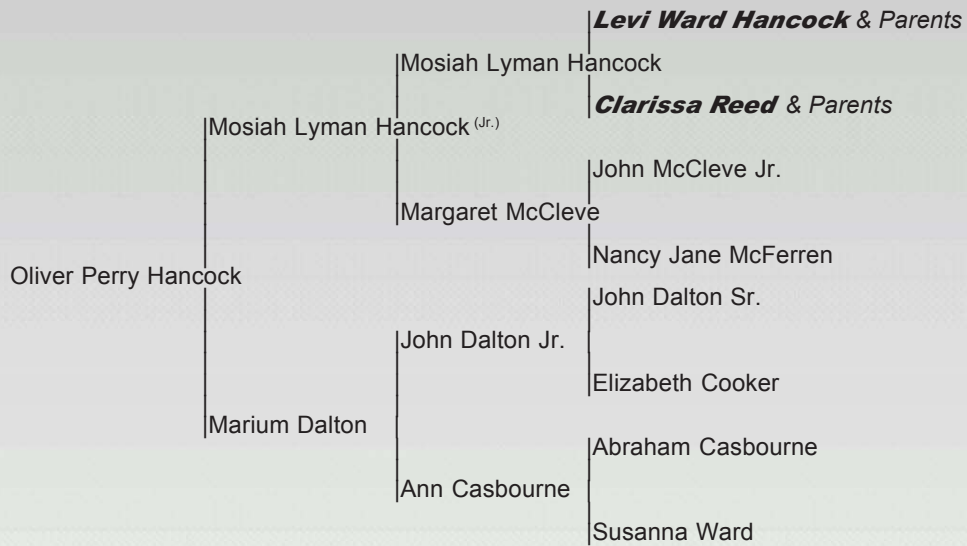 Levi Ward Hancock & Parents
Mosiah Lyman Hancock
Clarissa Reed & Parents
Mosiah Lyman Hancock (Jr.)
John McCleve Jr.
Margaret McCleve
Nancy Jane McFerren
Oliver Perry Hancock
John Dalton Sr.
John Dalton Jr.
Elizabeth Cooker
Marium Dalton
Abraham Casbourne
Ann Casbourne
Susanna Ward